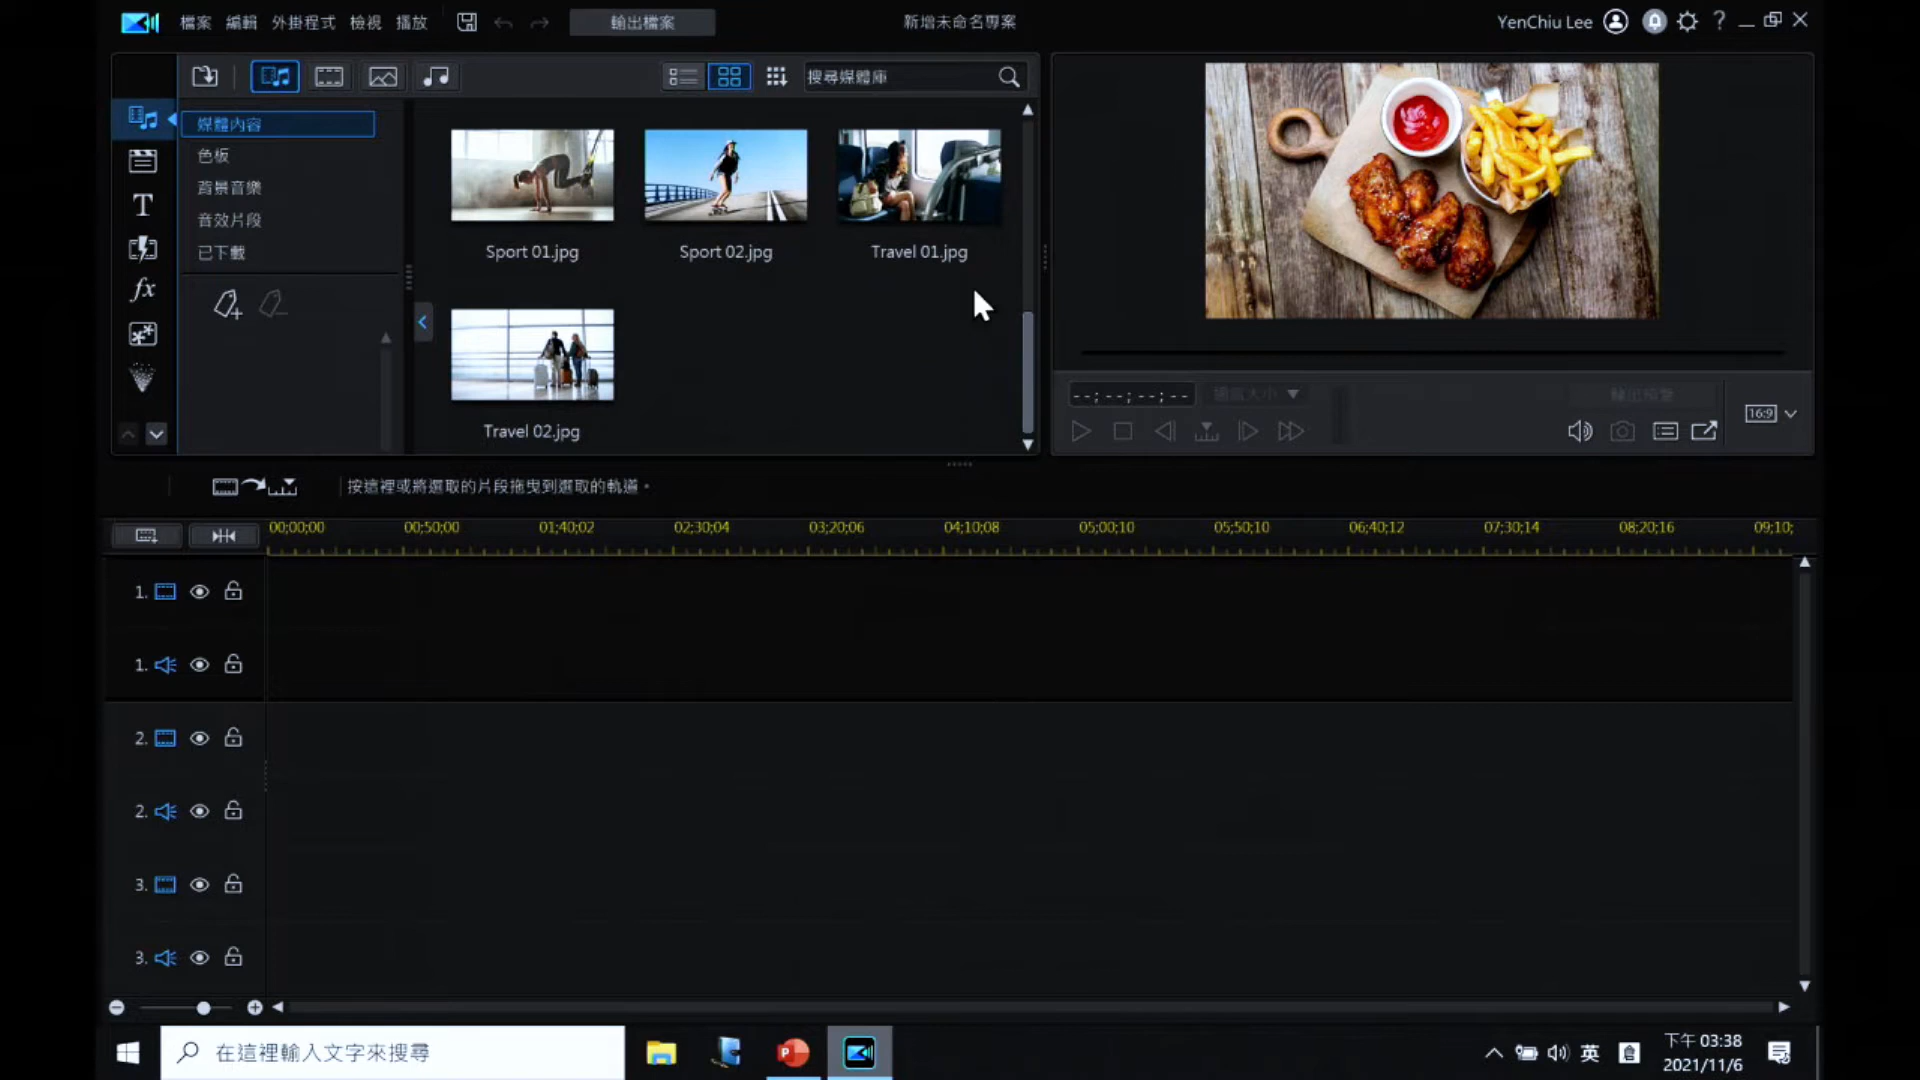 檔案 編輯 外掛程式 檢視 播放 輸出檔案 新增未命名專案 YenChiu Lee ?
搜尋媒體庫
媒體內容
色板
背景音樂
音效片段
已下載
T
fx
Sport 01.jpg Sport 02.jpg Travel 01.jpg
Travel 02.jpg
--;--;--;-- 適當大小 輸出預覽
16:9
按這裡或將選取的片段拖曳到選取的軌道。
00;00;00 00;50;00 01;40;02 02;30;04 03;20;06 04;10;08 05;00;10 05;50;10 06;40;12 07;30;14 08;20;16 09;10;
1.
1.
2.
2.
3.
3.
在這裡輸入文字來搜尋
英
下午 03:38
2021/11/6